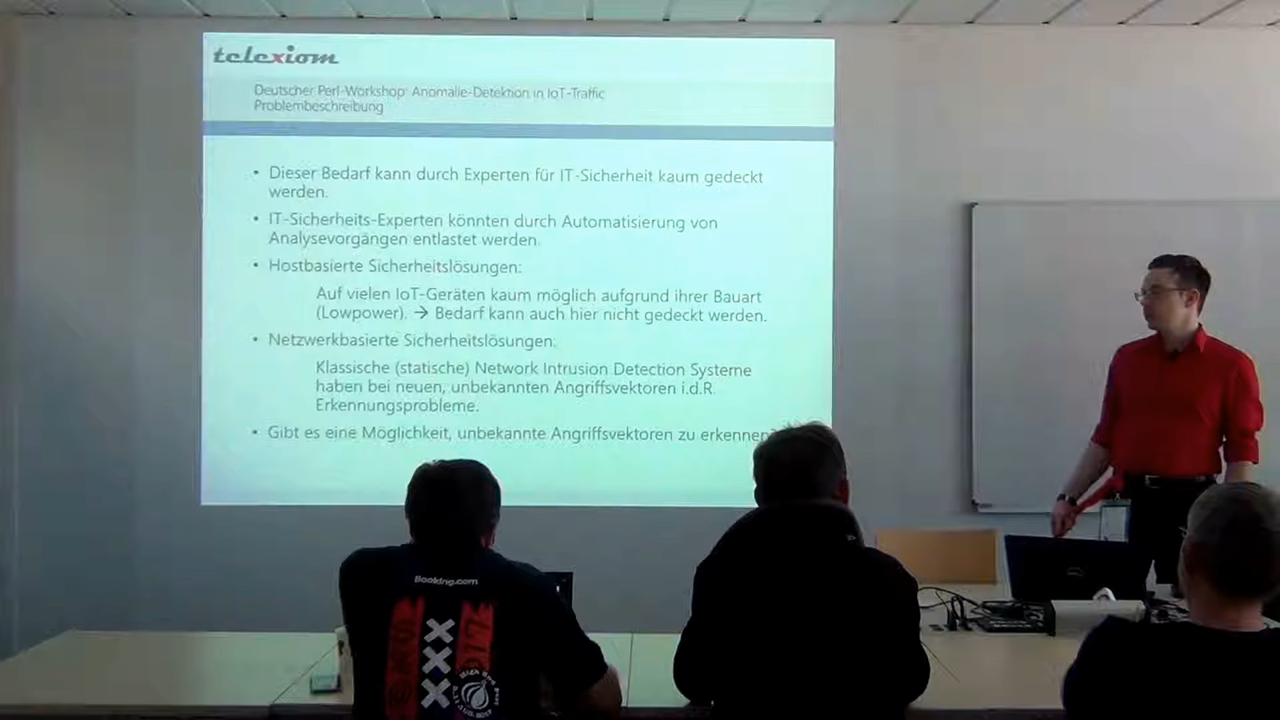 telexiom
Deutscher Perl-Workshop: Anomalie-Detektion in IoT-Traffic
Problembeschreibung
• Dieser Bedarf kann durch Experten für IT-Sicherheit kaum gedeckt
werden.
• IT-Sicherheits-Experten könnten durch Automatisierung von
Analysevorgängen entlastet werden.
• Hostbasierte Sicherheitslösungen:
Auf vielen IoT-Geräten kaum möglich aufgrund ihrer Bauart
(Lowpower). → Bedarf kann auch hier nicht gedeckt werden.
• Netzwerkbasierte Sicherheitslösungen:
Klassische (statische) Network Intrusion Detection Systeme
haben bei neuen, unbekannten Angriffsvektoren i.d.R.
Erkennungsprobleme.
• Gibt es eine Möglichkeit, unbekannte Angriffsvektoren zu erkennen?
Booking.com
XXX